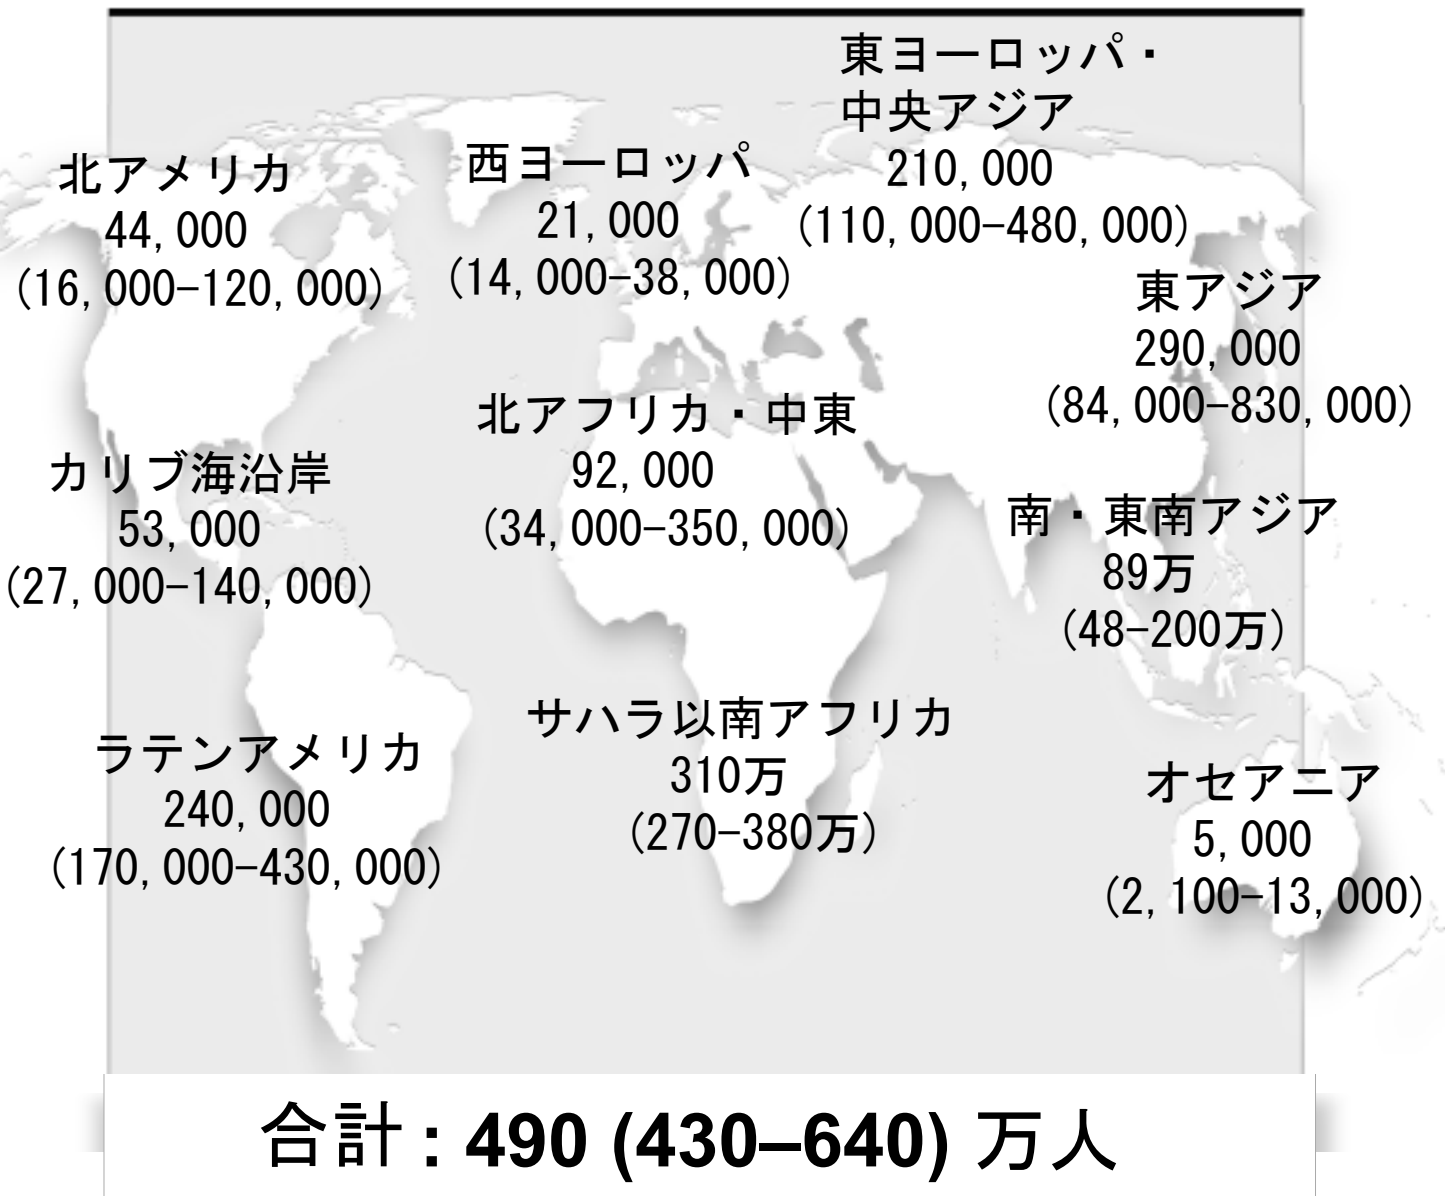 東ヨーロッパ・
中央アジア
210,000
(110,000–480,000)
西ヨーロッパ
21,000
(14,000–38,000)
北アメリカ
44,000
(16,000–120,000)
東アジア
290,000
(84,000–830,000)
北アフリカ・中東
92,000
(34,000–350,000)
カリブ海沿岸
53,000
(27,000–140,000)
南・東南アジア
89万
(48–200万)
サハラ以南アフリカ
310万
(270–380万)
ラテンアメリカ
240,000
(170,000–430,000)
オセアニア
5,000
(2,100–13,000)
合計: 490 (430–640) 万人